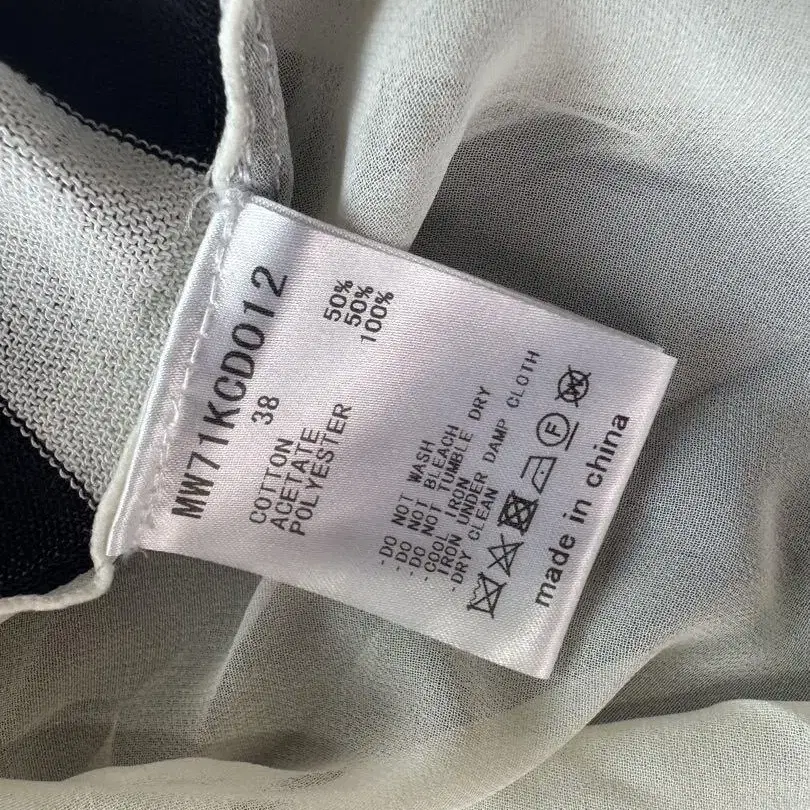 MW71KCD012
38
COTTON 50%
ACETATE 50%
POLYESTER 100%
-DO NOT WASH
-DO NOT BLEACH
-DO NOT TUMBLE DRY
-COOL IRON
IRON UNDER DAMP CLOTH
-DRY CLEAN
F
made in china